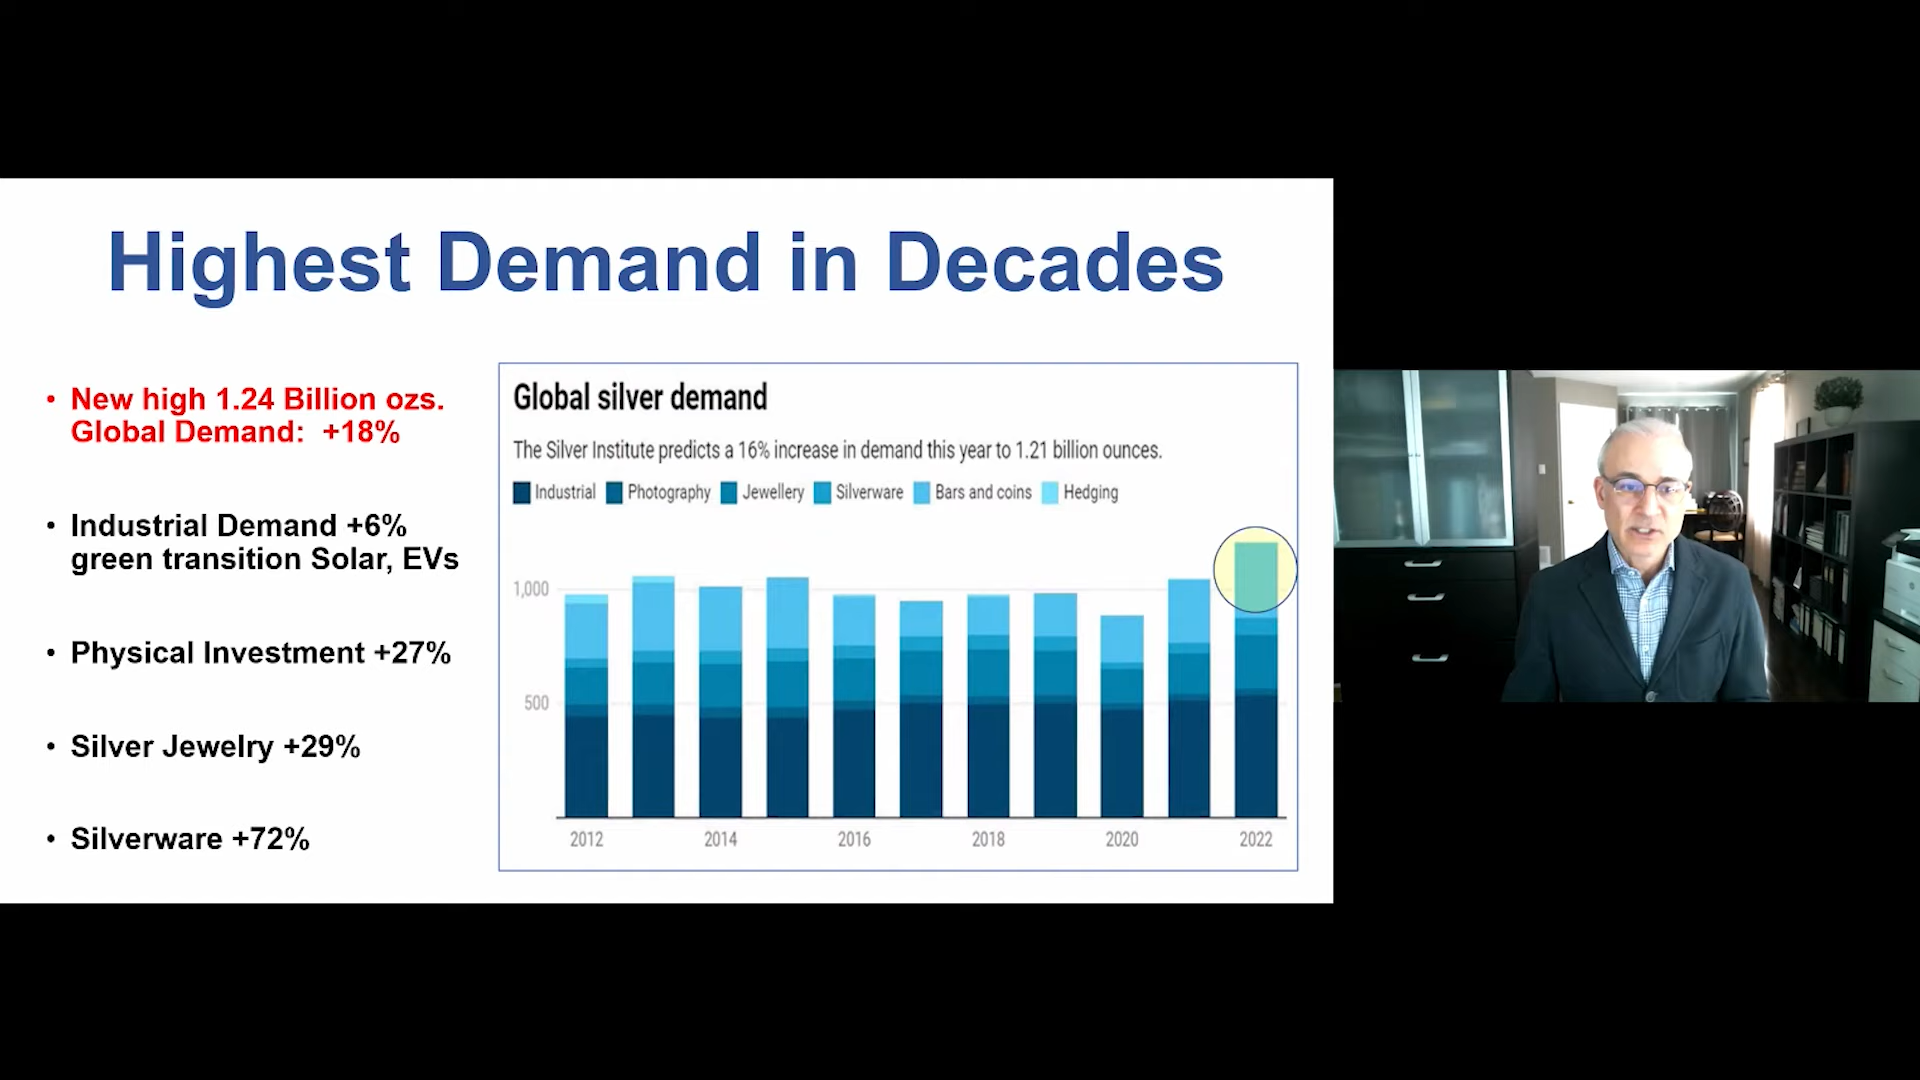 Highest Demand in Decades
• New high 1.24 Billion ozs.
Global Demand: +18%
• Industrial Demand +6%
green transition Solar, EVs
• Physical Investment +27%
• Silver Jewelry +29%
• Silverware +72%
Global silver demand
The Silver Institute predicts a 16% increase in demand this year to 1.21 billion ounces.
Industrial Photography Jewellery Silverware Bars and coins Hedging
1,000
500
2012 2014 2016 2018 2020 2022